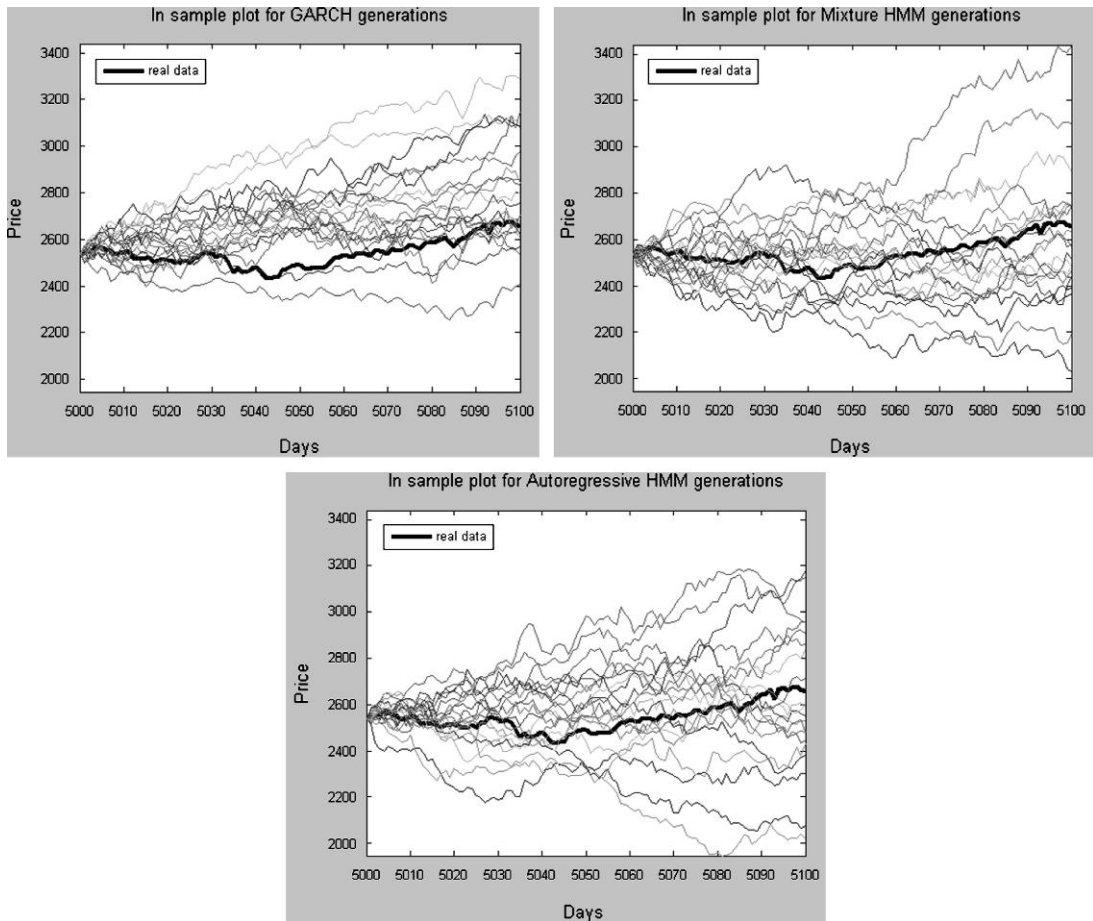 In sample plot for GARCH generations
3400
3200
3000
2800
2600
2400
2200
2000
Price
real data
5000 5010 5020 5030 5040 5050 5060 5070 5080 5090 5100
Days
In sample plot for Mixture HMM generations
3400
3200
3000
2800
2600
2400
2200
2000
Price
real data
5000 5010 5020 5030 5040 5050 5060 5070 5080 5090 5100
Days
In sample plot for Autoregressive HMM generations
3400
3200
3000
2800
2600
2400
2200
2000
Price
real data
5000 5010 5020 5030 5040 5050 5060 5070 5080 5090 5100
Days